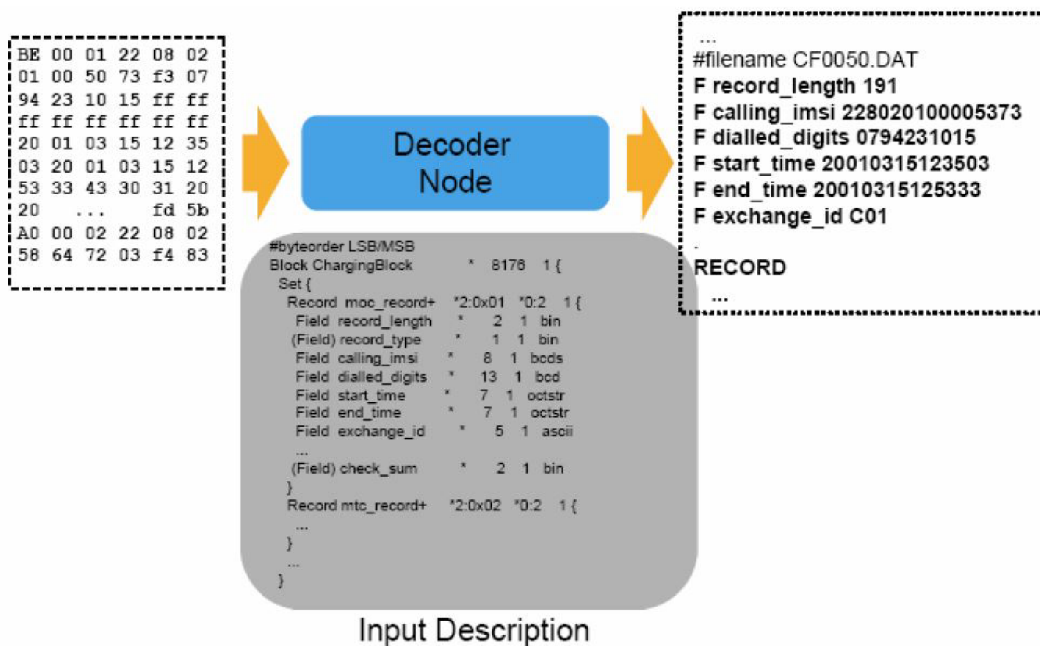 BE 00 01 22 08 02
01 00 50 73 f3 07
94 23 10 15 ff ff
ff ff ff ff ff ff
20 01 03 15 12 35
03 20 01 03 15 12
53 33 43 30 31 20
20 ... fd 5b
A0 00 02 22 08 02
58 64 72 03 f4 83
Decoder
Node
...
#filename CF0050.DAT
F record_length 191
F calling_imsi 228020100005373
F dialled_digits 0794231015
F start_time 20010315123503
F end_time 20010315125333
F exchange_id C01
.
RECORD
...
#byteorder LSB/MSB
Block ChargingBlock * 8176 1 {
Set {
Record moc_record+ *2:0x01 *0:2 1 {
Field record_length * 2 1 bin
(Field) record_type * 1 1 bin
Field calling_imsi * 8 1 bcds
Field dialled_digits * 13 1 bcd
Field start_time * 7 1 octstr
Field end_time * 7 1 octstr
Field exchange_id * 5 1 ascii
...
(Field) check_sum * 2 1 bin
}
Record mtc_record+ *2:0x02 *0:2 1 {
...
}
...
}
Input Description